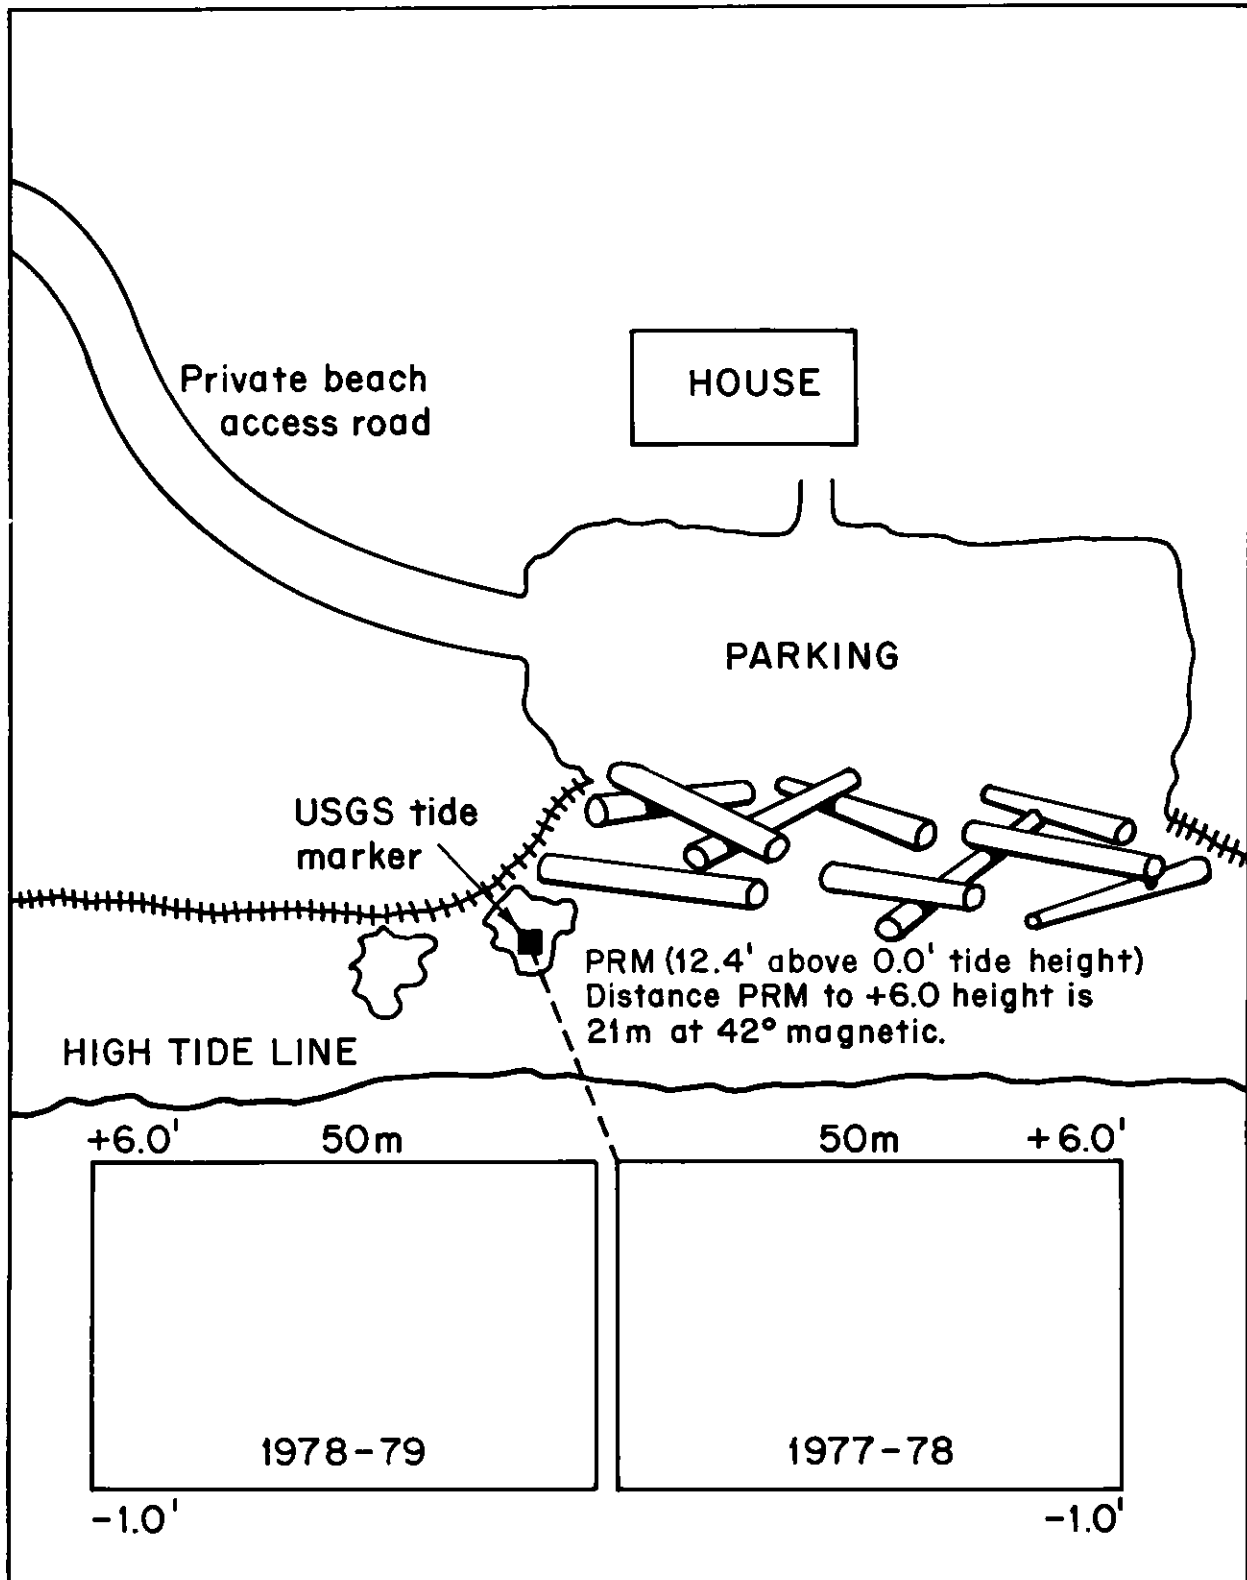 Private beach
access road
HOUSE
PARKING
USGS tide
marker
PRM (12.4' above 0.0' tide height)
Distance PRM to +6.0 height is
21m at 42° magnetic.
HIGH TIDE LINE
+6.0' 50m 50m +6.0'
1978-79 1977-78
-1.0' -1.0'